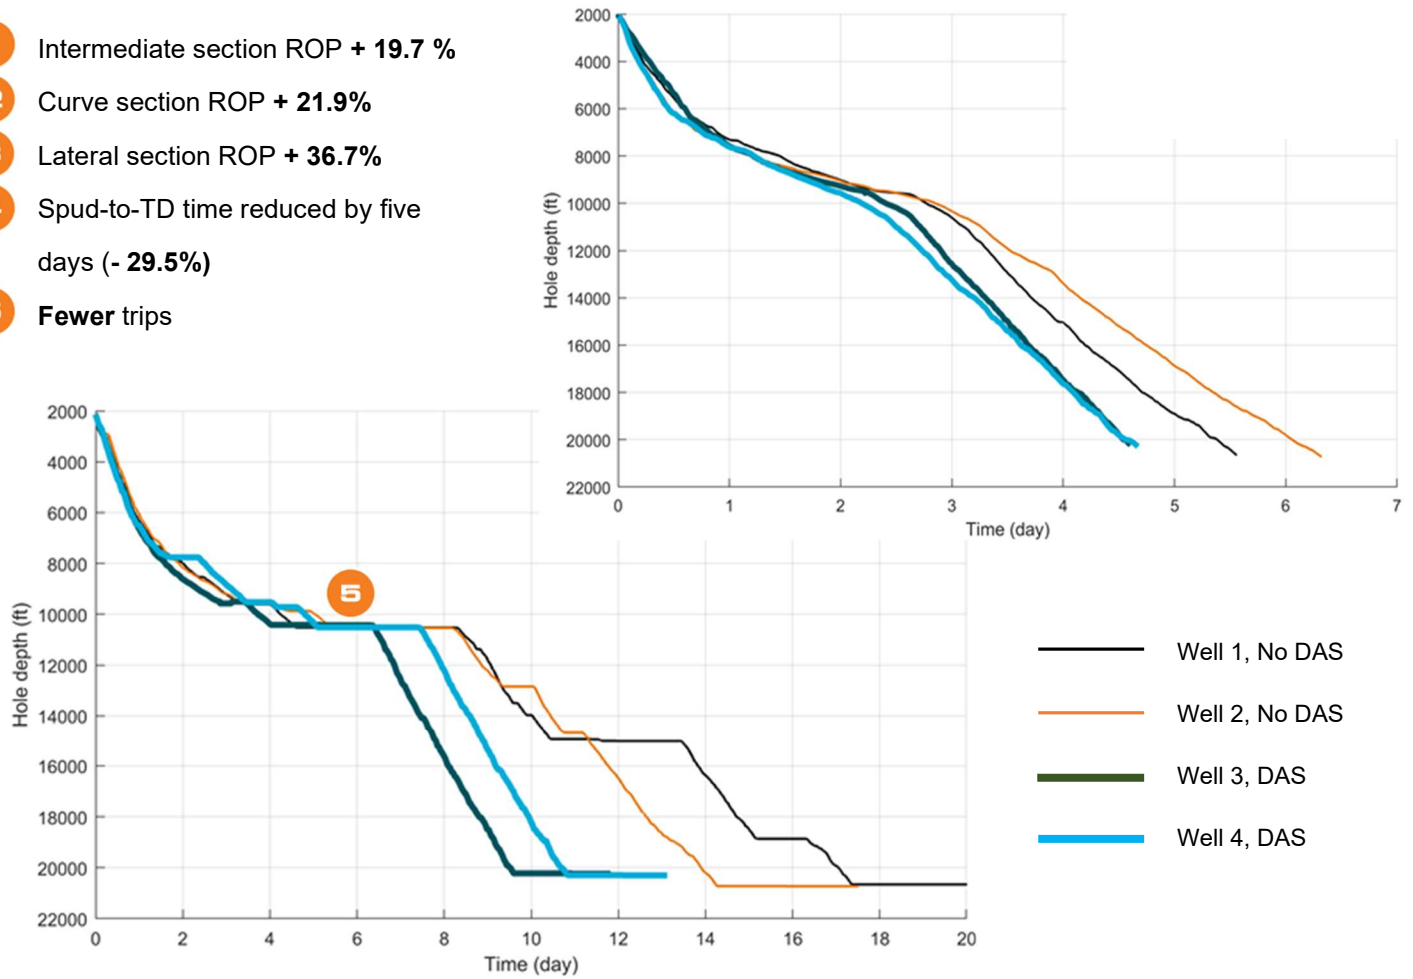 Intermediate section ROP + 19.7 %
Curve section ROP + 21.9%
Lateral section ROP + 36.7%
Spud-to-TD time reduced by five
days (- 29.5%)
Fewer trips
2000
4000
6000
8000
10000
12000
14000
16000
18000
20000
22000
Hole depth (ft)
0 1 2 3 4 5 6 7
Time (day)
2000
4000
6000
8000
10000
12000
14000
16000
18000
20000
22000
Hole depth (ft)
5
0 2 4 6 8 10 12 14 16 18 20
Time (day)
Well 1, No DAS
Well 2, No DAS
Well 3, DAS
Well 4, DAS